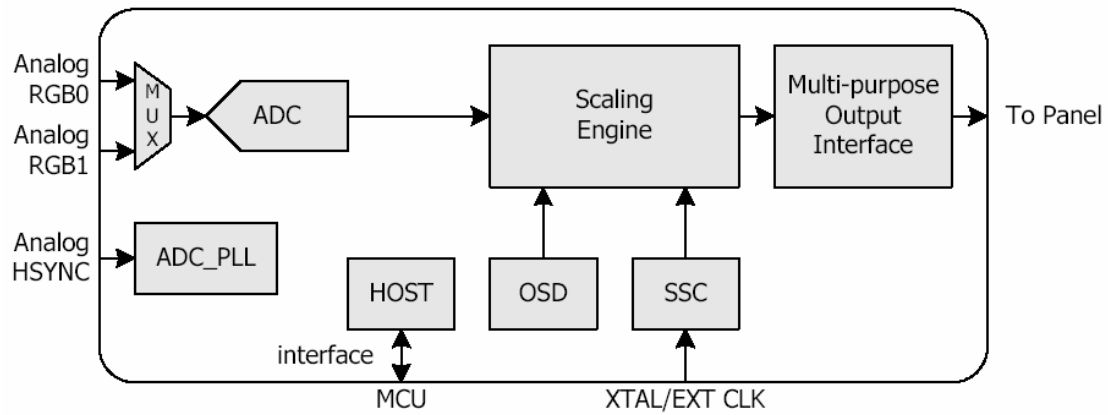 Analog
RGB0
MUX
ADC
Scaling
Engine
Multi-purpose
Output
Interface
To Panel
Analog
RGB1
Analog
HSYNC
ADC_PLL
HOST
OSD
SSC
interface
MCU
XTAL/EXT CLK